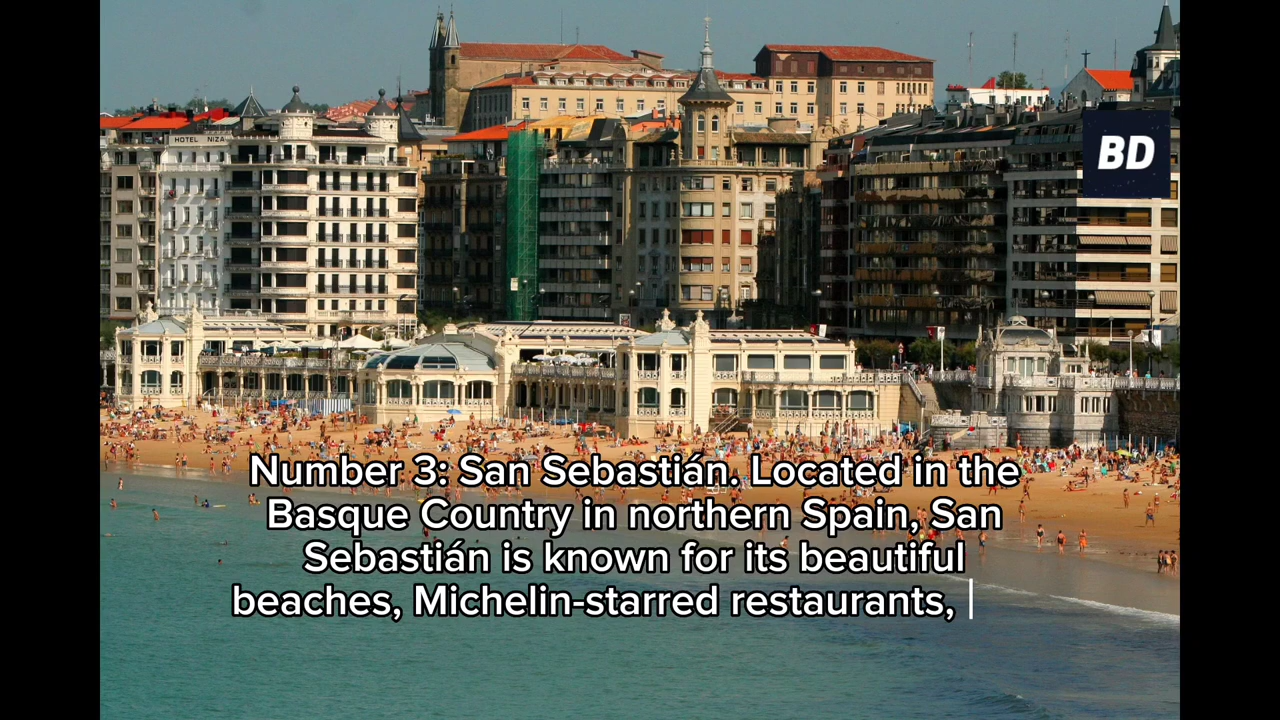 HOTEL NIZA
BD
Number 3: San Sebastián. Located in the
Basque Country in northern Spain, San
Sebastián is known for its beautiful
beaches, Michelin-starred restaurants,